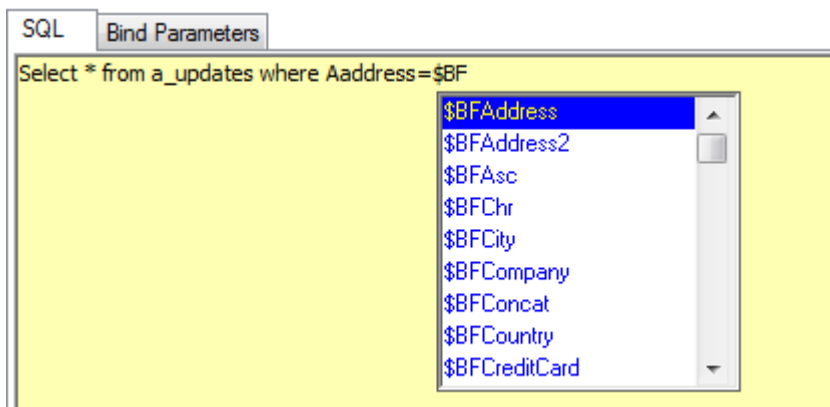 SQL
Bind Parameters
Select * from a_updates where Aaddress=$BF
$BFAddress
$BFAddress2
$BFAsc
$BFChr
$BFCity
$BFCompany
$BFConcat
$BFCountry
$BFCreditCard